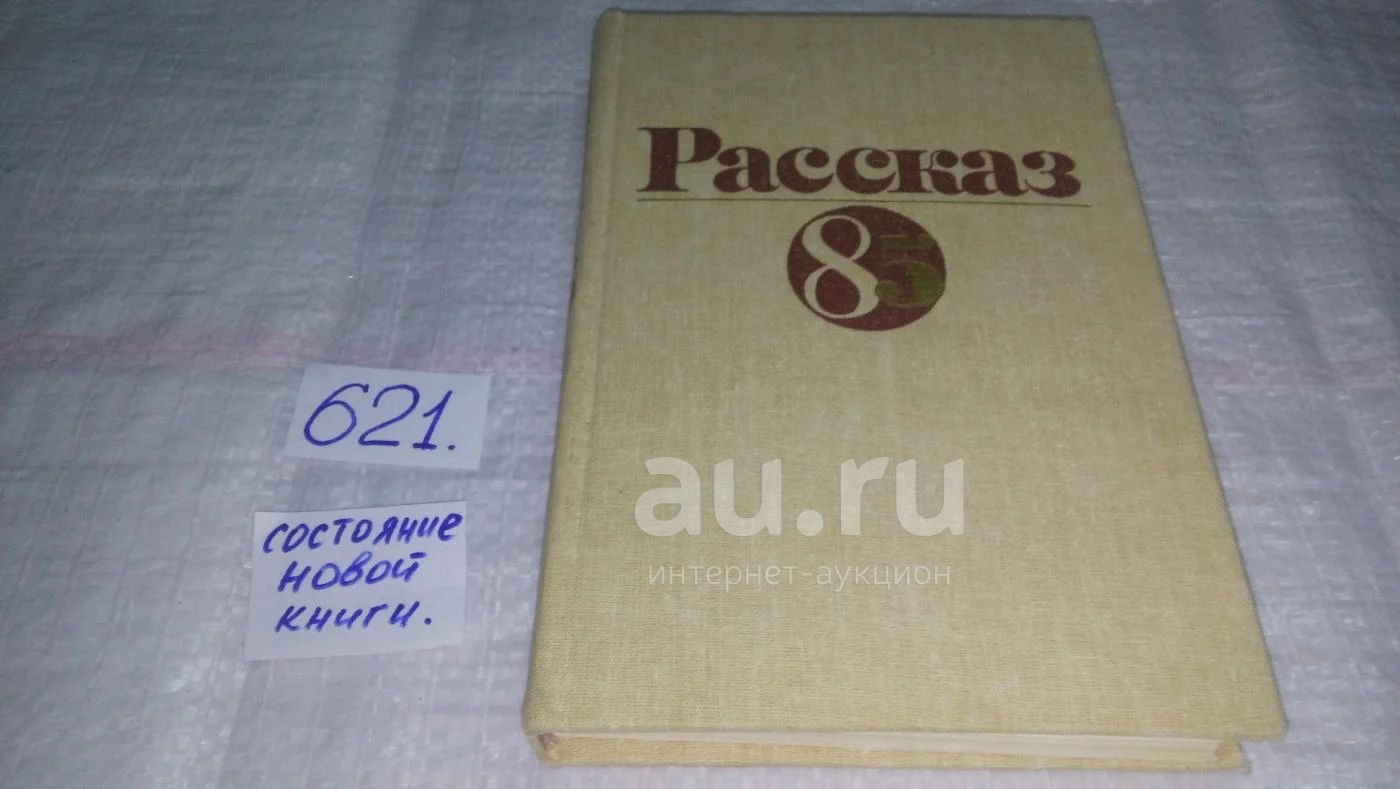 Рассказ
85
621.
состояние
новой
книги.
au.ru
интернет-аукцион